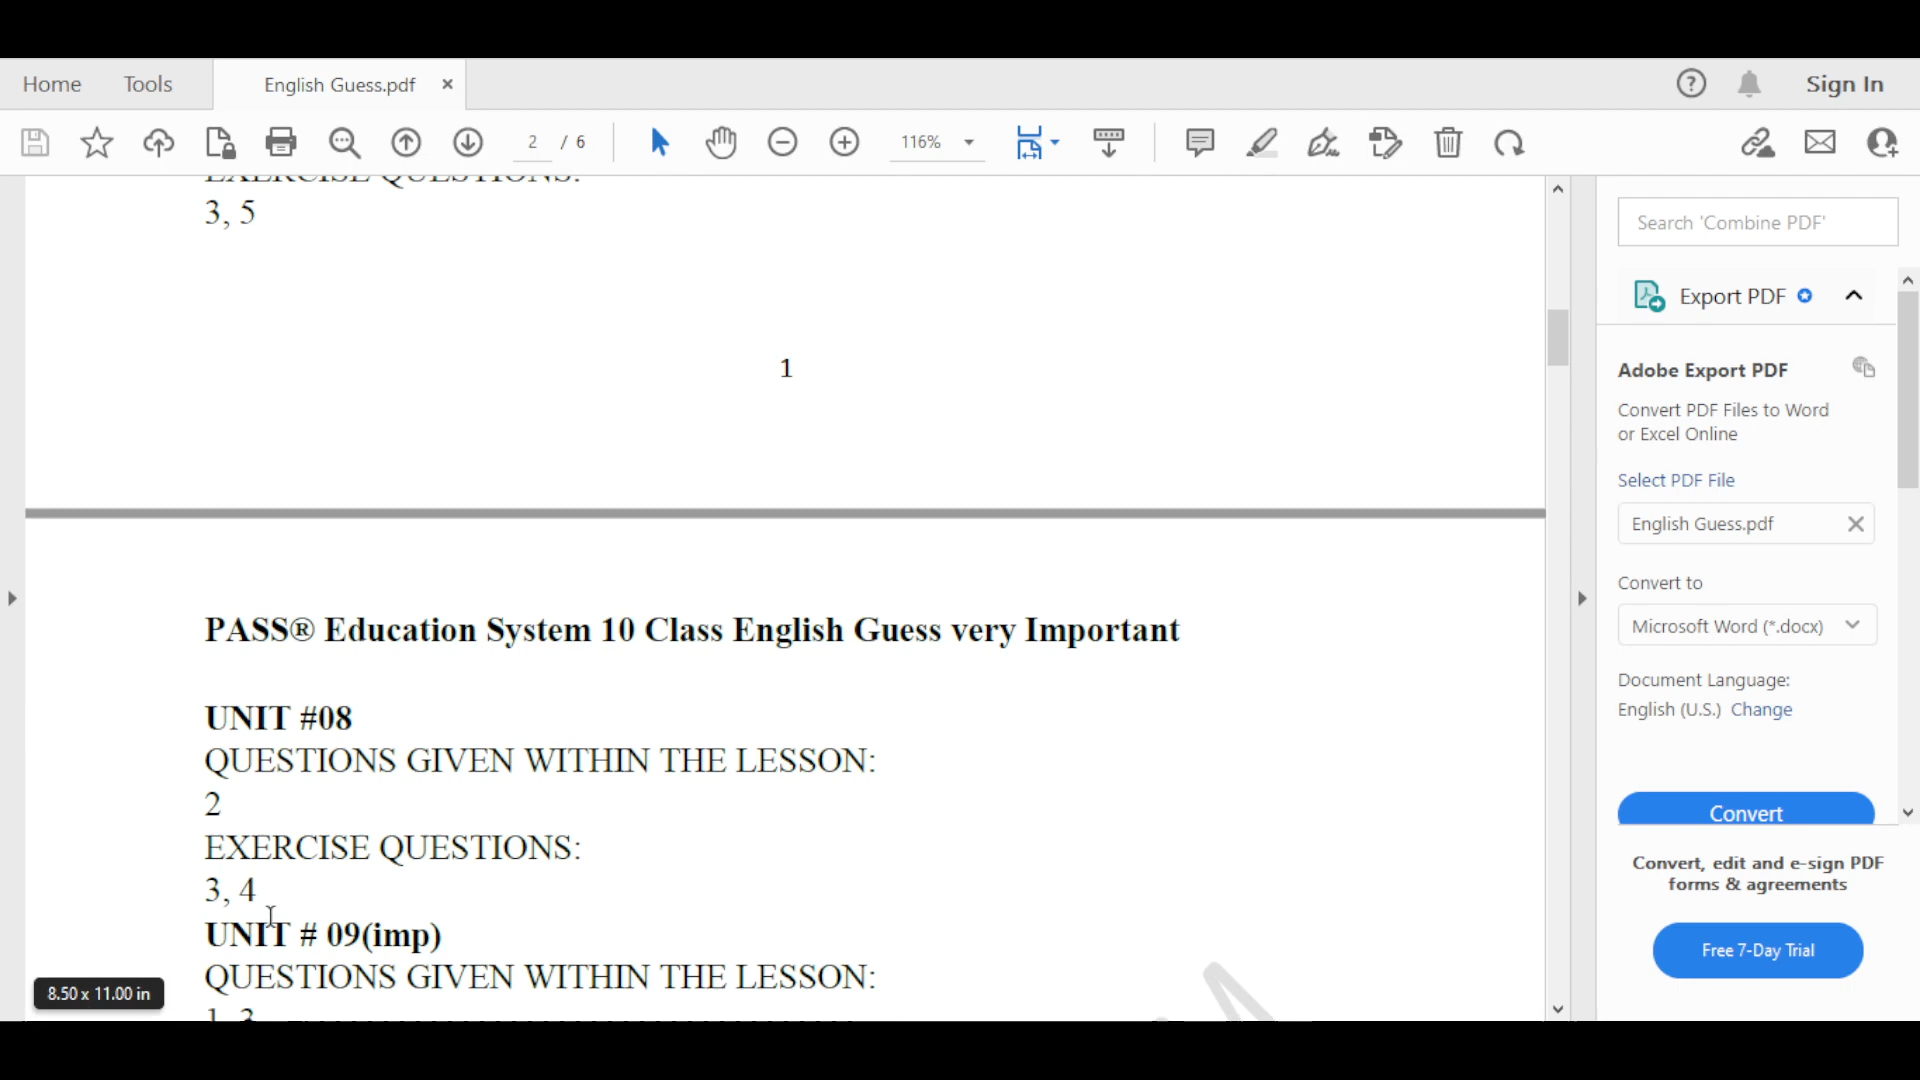 Home Tools English Guess.pdf Sign In
2 / 6 116%
EXERCISE QUESTIONS:
3, 5
1
PASS® Education System 10 Class English Guess very Important
UNIT #08
QUESTIONS GIVEN WITHIN THE LESSON:
2
EXERCISE QUESTIONS:
3, 4
UNIT # 09(imp)
QUESTIONS GIVEN WITHIN THE LESSON:
8.50 x 11.00 in
Search 'Combine PDF'
Export PDF
Adobe Export PDF
Convert PDF Files to Word
or Excel Online
Select PDF File
English Guess.pdf
Convert to
Microsoft Word (*.docx)
Document Language:
English (U.S.) Change
Convert
Convert, edit and e-sign PDF
forms & agreements
Free 7-Day Trial